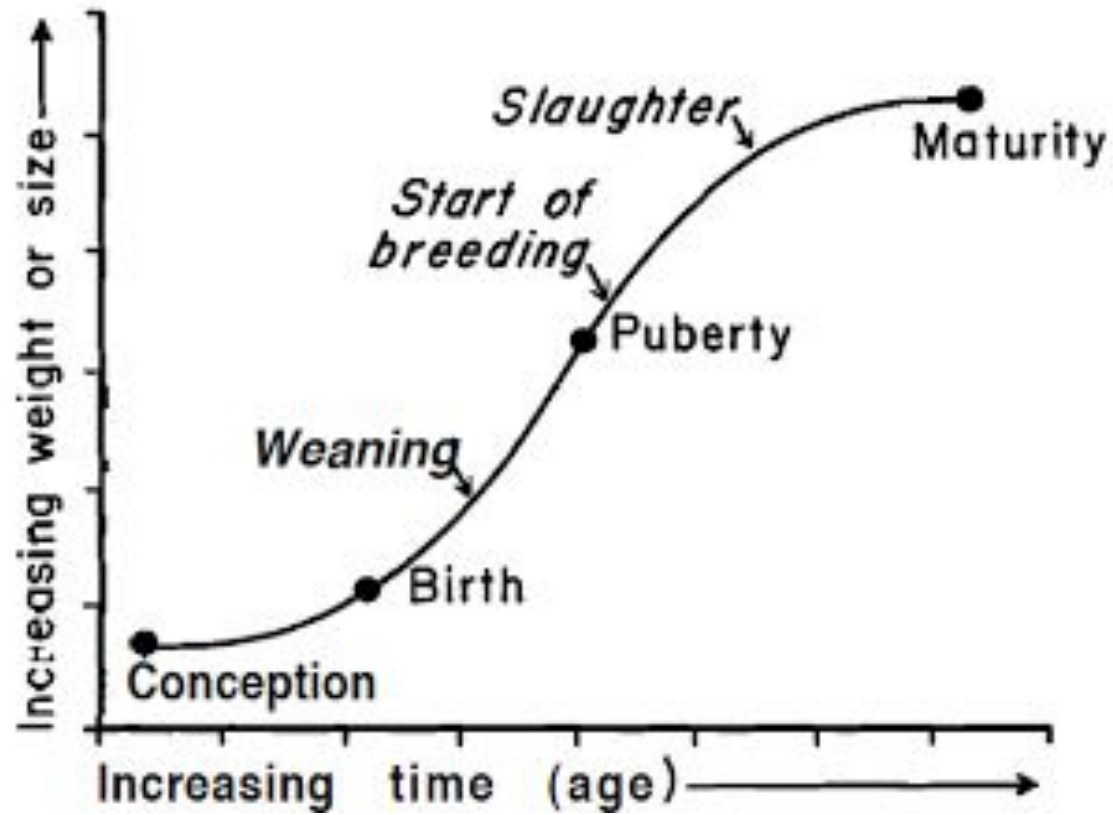 Increasing weight or size
Slaughter
Maturity
Start of
breeding
Puberty
Weaning
Birth
Conception
Increasing time (age)